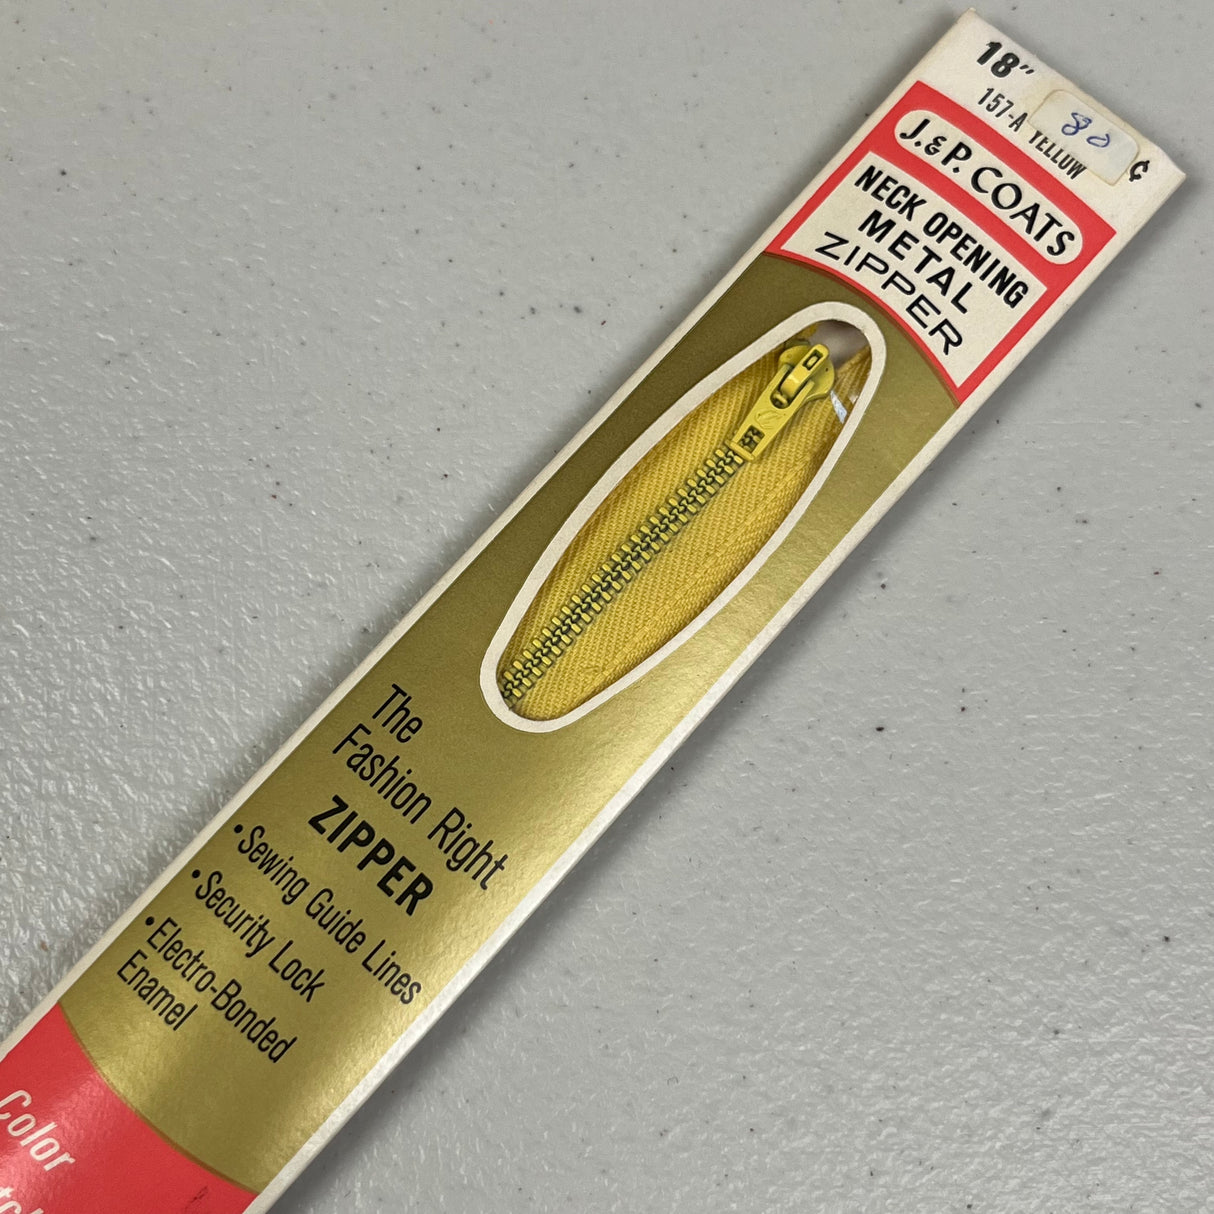 18″
157-A YELLOW
80 ¢
J. & P. COATS
NECK OPENING
METAL
ZIPPER
The
Fashion Right
ZIPPER
•Sewing Guide Lines
•Security Lock
•Electro-Bonded
Enamel
Color